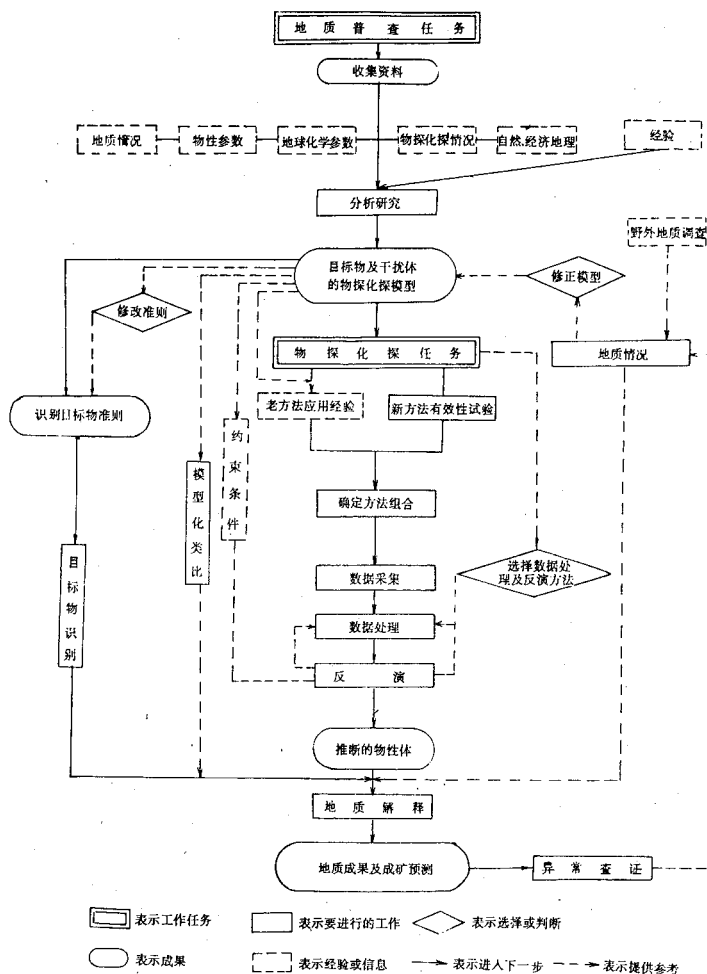 地质普查任务
收集资料
地质情况
物性参数
地球化学参数
物探化探情况
自然.经济地理
经验
分析研究
野外地质调查
目标物及干扰体
的物探化探模型
修正模型
修改准则
物探化探任务
地质情况
老方法应用经验
新方法有效性试验
识别目标物准则
约束条件
模型化类比
确定方法组合
目标物识别
数据采集
选择数据处
理及反演方法
数据处理
反演
推断的物性体
地质解释
地质成果及成矿预测
异常查证
表示工作任务
表示要进行的工作
表示选择或判断
表示成果
表示经验或信息
表示进入下一步
表示提供参考